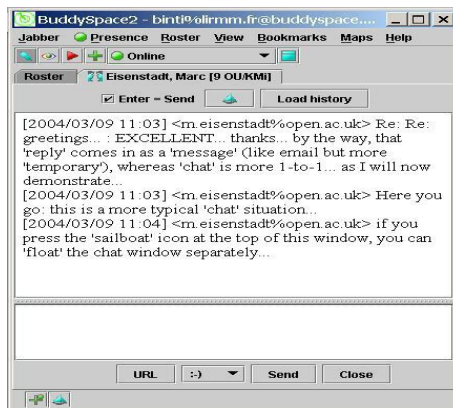 BuddySpace2 - binti%lirmm.fr@buddyspace....
Jabber Presence Roster View Bookmarks Maps Help
Online
Roster Eisenstadt, Marc [9 OU/KMi]
Enter = Send Load history
[2004/03/09 11:03] <m.eisenstadt%open.ac.uk> Re: Re:
greetings... : EXCELLENT... thanks... by the way, that
'reply' comes in as a 'message' (like email but more
'temporary'), whereas 'chat' is more 1-to-1... as I will now
demonstrate...
[2004/03/09 11:03] <m.eisenstadt%open.ac.uk> Here you
go: this is a more typical 'chat' situation...
[2004/03/09 11:04] <m.eisenstadt%open.ac.uk> if you
press the 'sailboat' icon at the top of this window, you can
'float' the chat window separately...
URL :-) Send Close